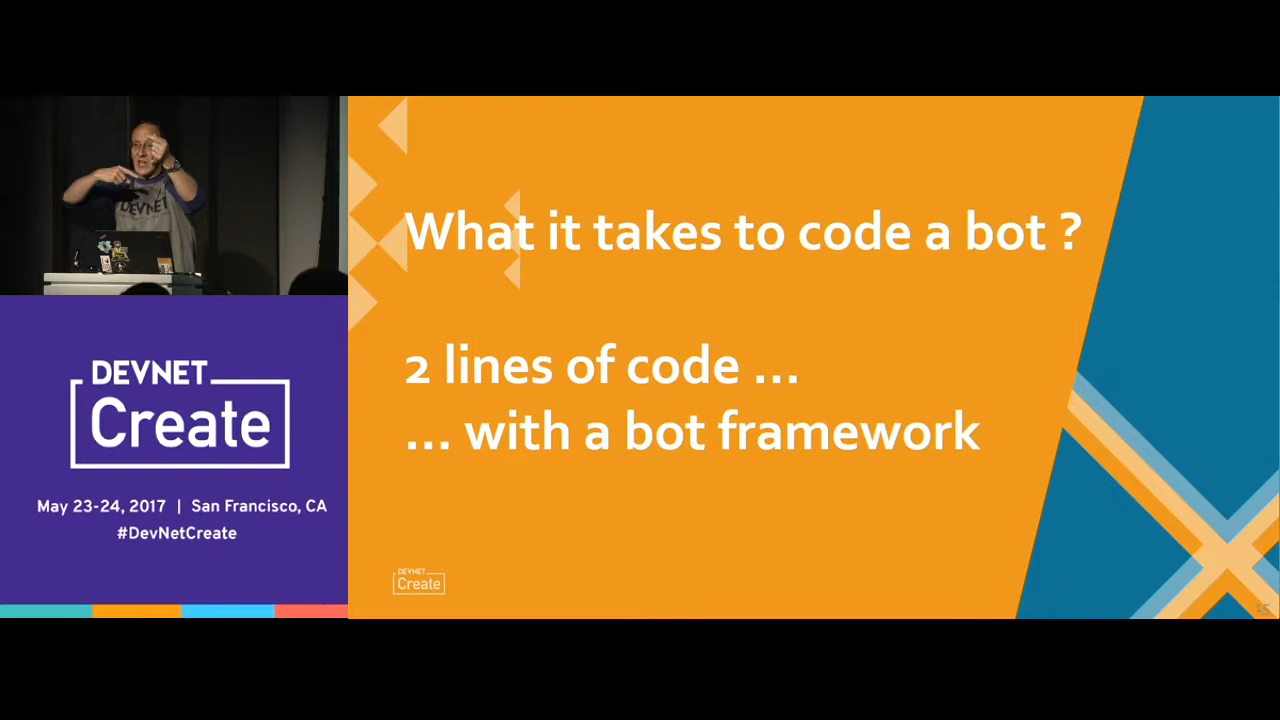 DEVNET
DEVNET
Create
May 23-24, 2017 | San Francisco, CA
#DevNetCreate
What it takes to code a bot ?
2 lines of code ...
... with a bot framework
DEVNET
Create
15